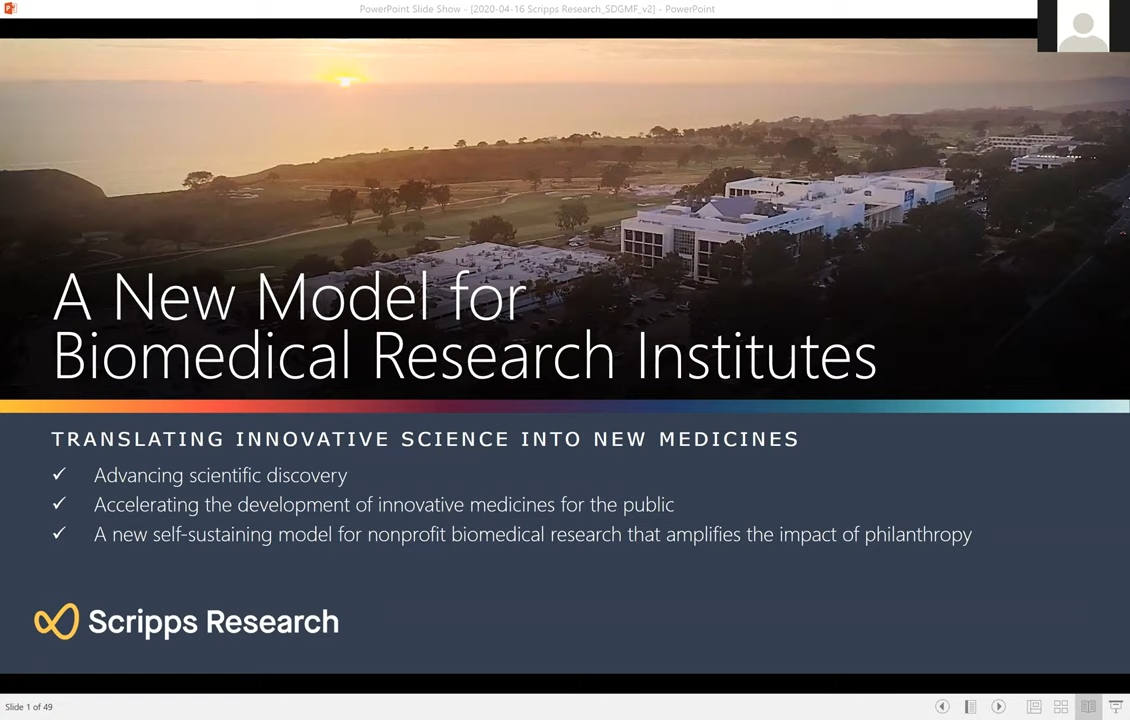 PowerPoint Slide Show - [2020-04-16 Scripps Research_SDGMF_v2] - PowerPoint
A New Model for
Biomedical Research Institutes
TRANSLATING INNOVATIVE SCIENCE INTO NEW MEDICINES
✓ Advancing scientific discovery
✓ Accelerating the development of innovative medicines for the public
✓ A new self-sustaining model for nonprofit biomedical research that amplifies the impact of philanthropy
Scripps Research
Slide 1 of 49